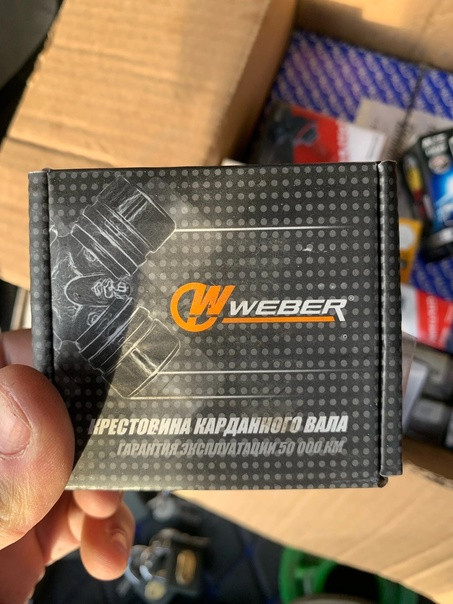 WEBER®
КРЕСТОВИНА КАРДАННОГО ВАЛА
ГАРАНТИЯ ЭКСПЛУАТАЦИИ 50 000 КМ